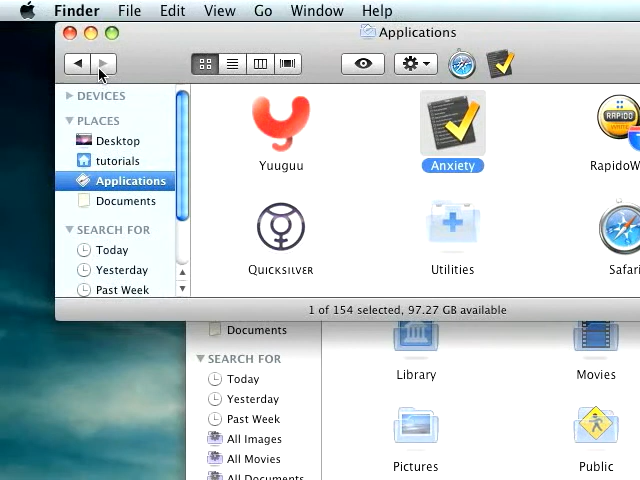 Finder File Edit View Go Window Help
Applications
DEVICES
PLACES
Desktop
tutorials
Applications
Documents
SEARCH FOR
Today
Yesterday
Past Week
Yuuguu
Anxiety
RapidoW
RAPIDO
Quicksilver
Utilities
Safari
1 of 154 selected, 97.27 GB available
Documents
SEARCH FOR
Today
Yesterday
Past Week
All Images
All Movies
All Documents
Library
Movies
Pictures
Public